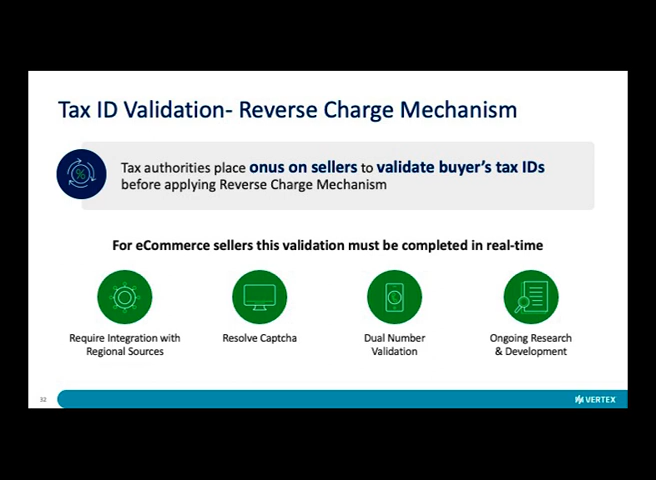 Tax ID Validation- Reverse Charge Mechanism
Tax authorities place onus on sellers to validate buyer's tax IDs
before applying Reverse Charge Mechanism
For eCommerce sellers this validation must be completed in real-time
Require Integration with
Regional Sources
Resolve Captcha
Dual Number
Validation
Ongoing Research
& Development
32
VERTEX